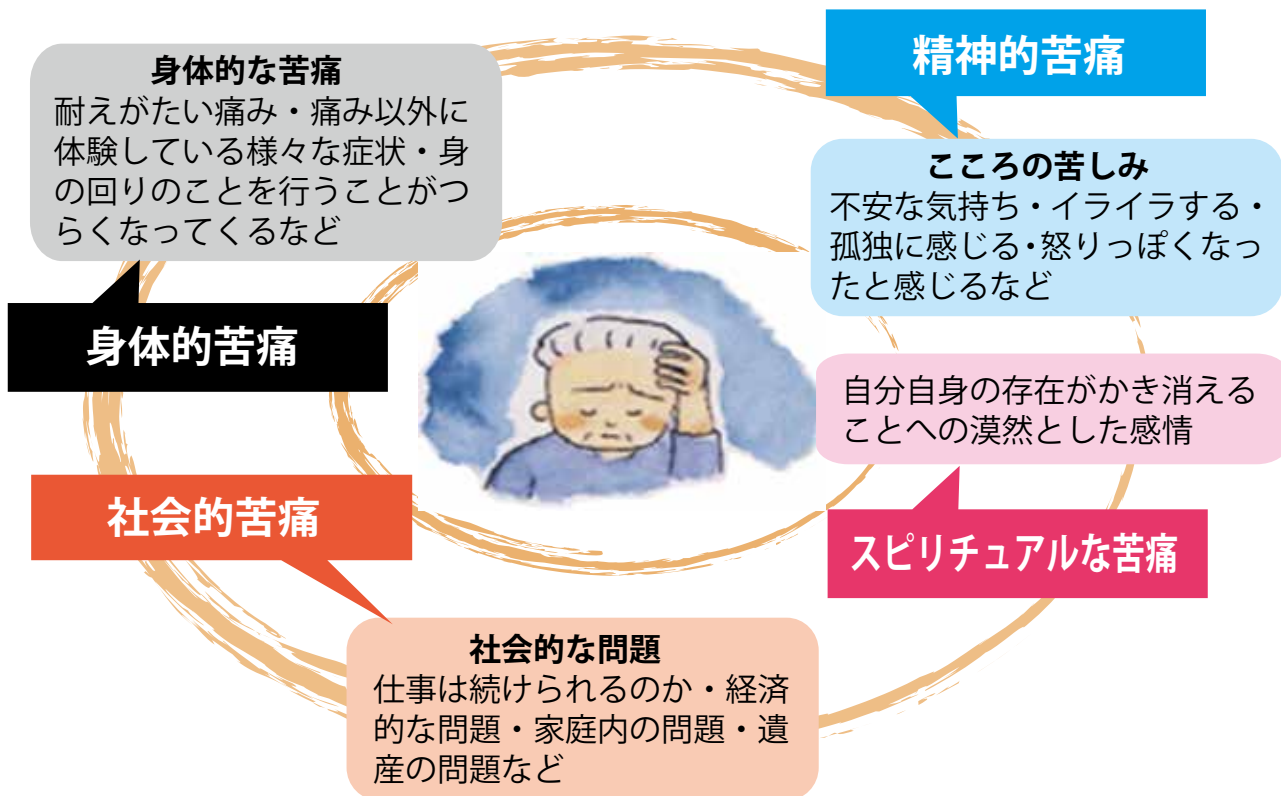 身体的な苦痛
耐えがたい痛み・痛み以外に
体験している様々な症状・身
の回りのことを行うことがつ
らくなってくるなど
身体的苦痛
精神的苦痛
こころの苦しみ
不安な気持ち・イライラする・
孤独に感じる・怒りっぽくなっ
たと感じるなど
自分自身の存在がかき消える
ことへの漠然とした感情
スピリチュアルな苦痛
社会的苦痛
社会的な問題
仕事は続けられるのか・経済
的な問題・家庭内の問題・遺
産の問題など